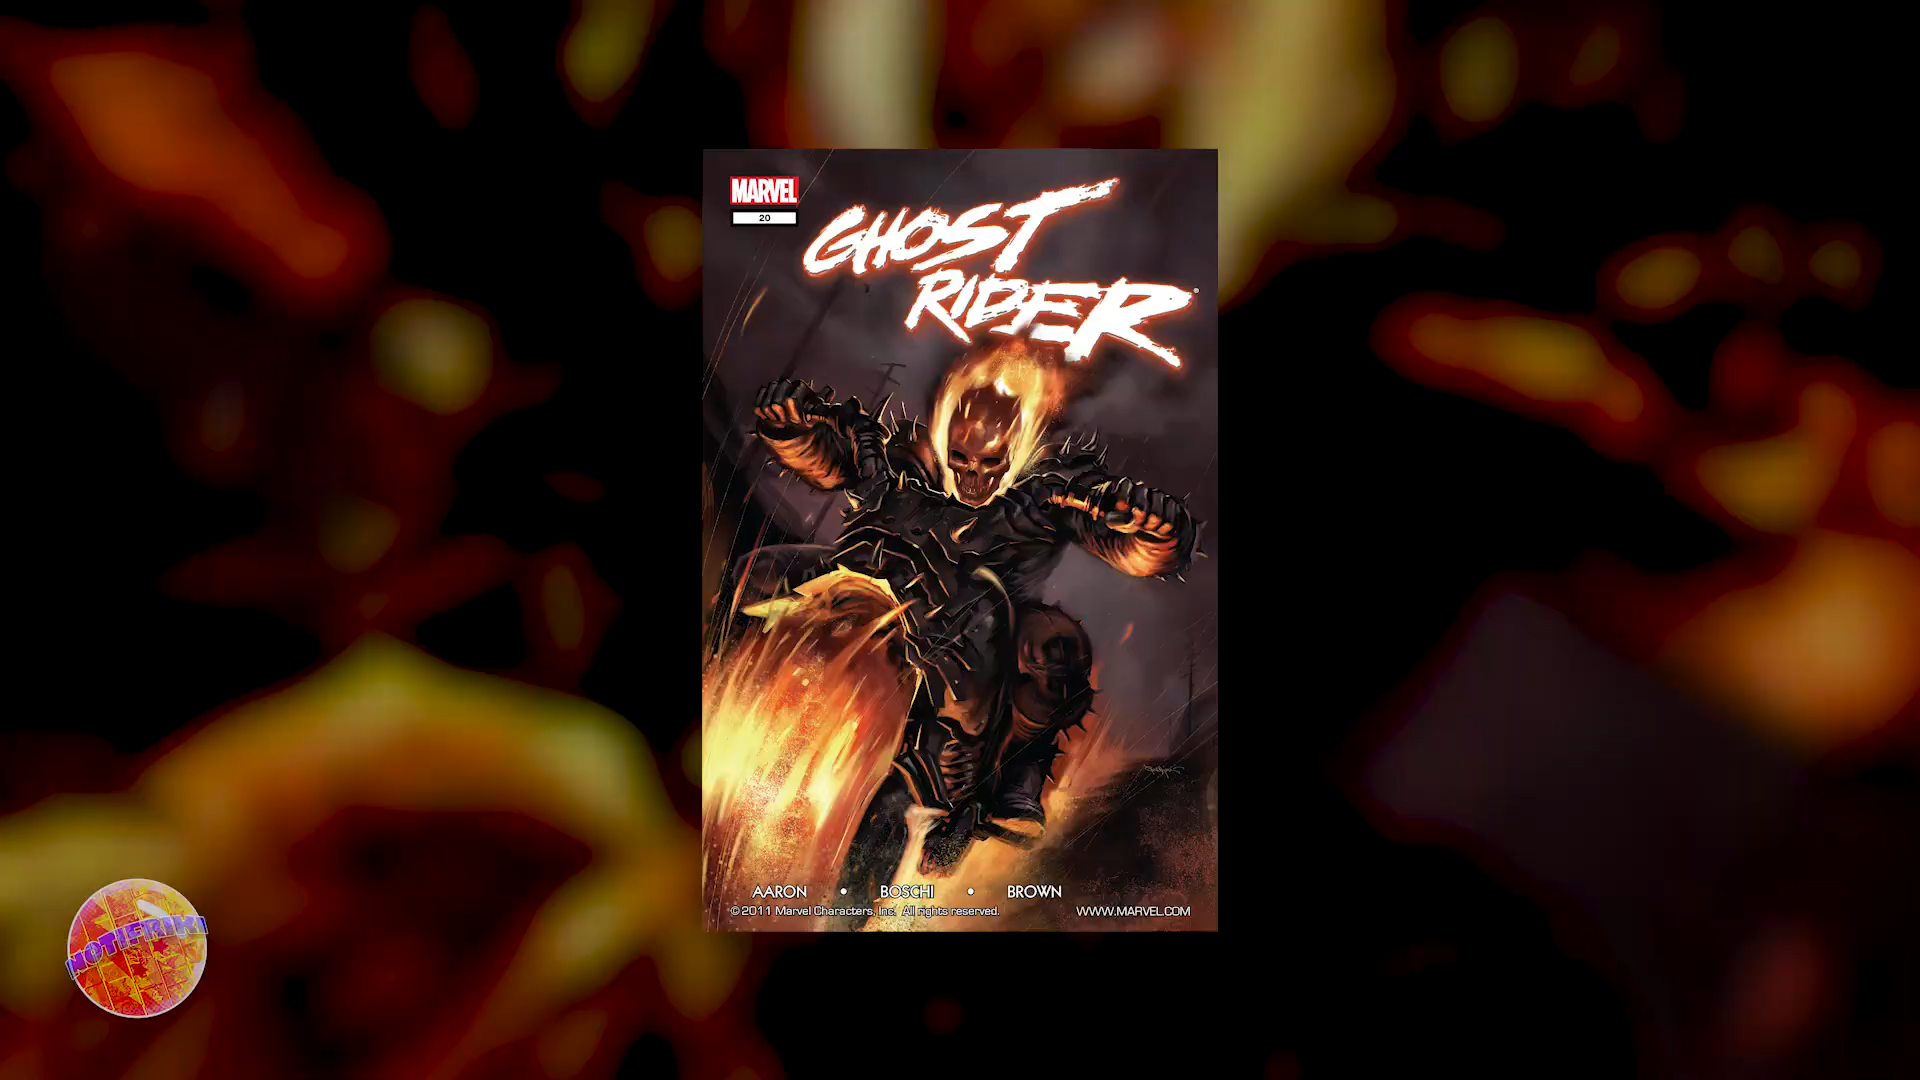 MARVEL
20
GHOST
RIDER
AARON • BOSCHI • BROWN
©2011 Marvel Characters, Inc. All rights reserved. WWW.MARVEL.COM
NOTIFRIKI